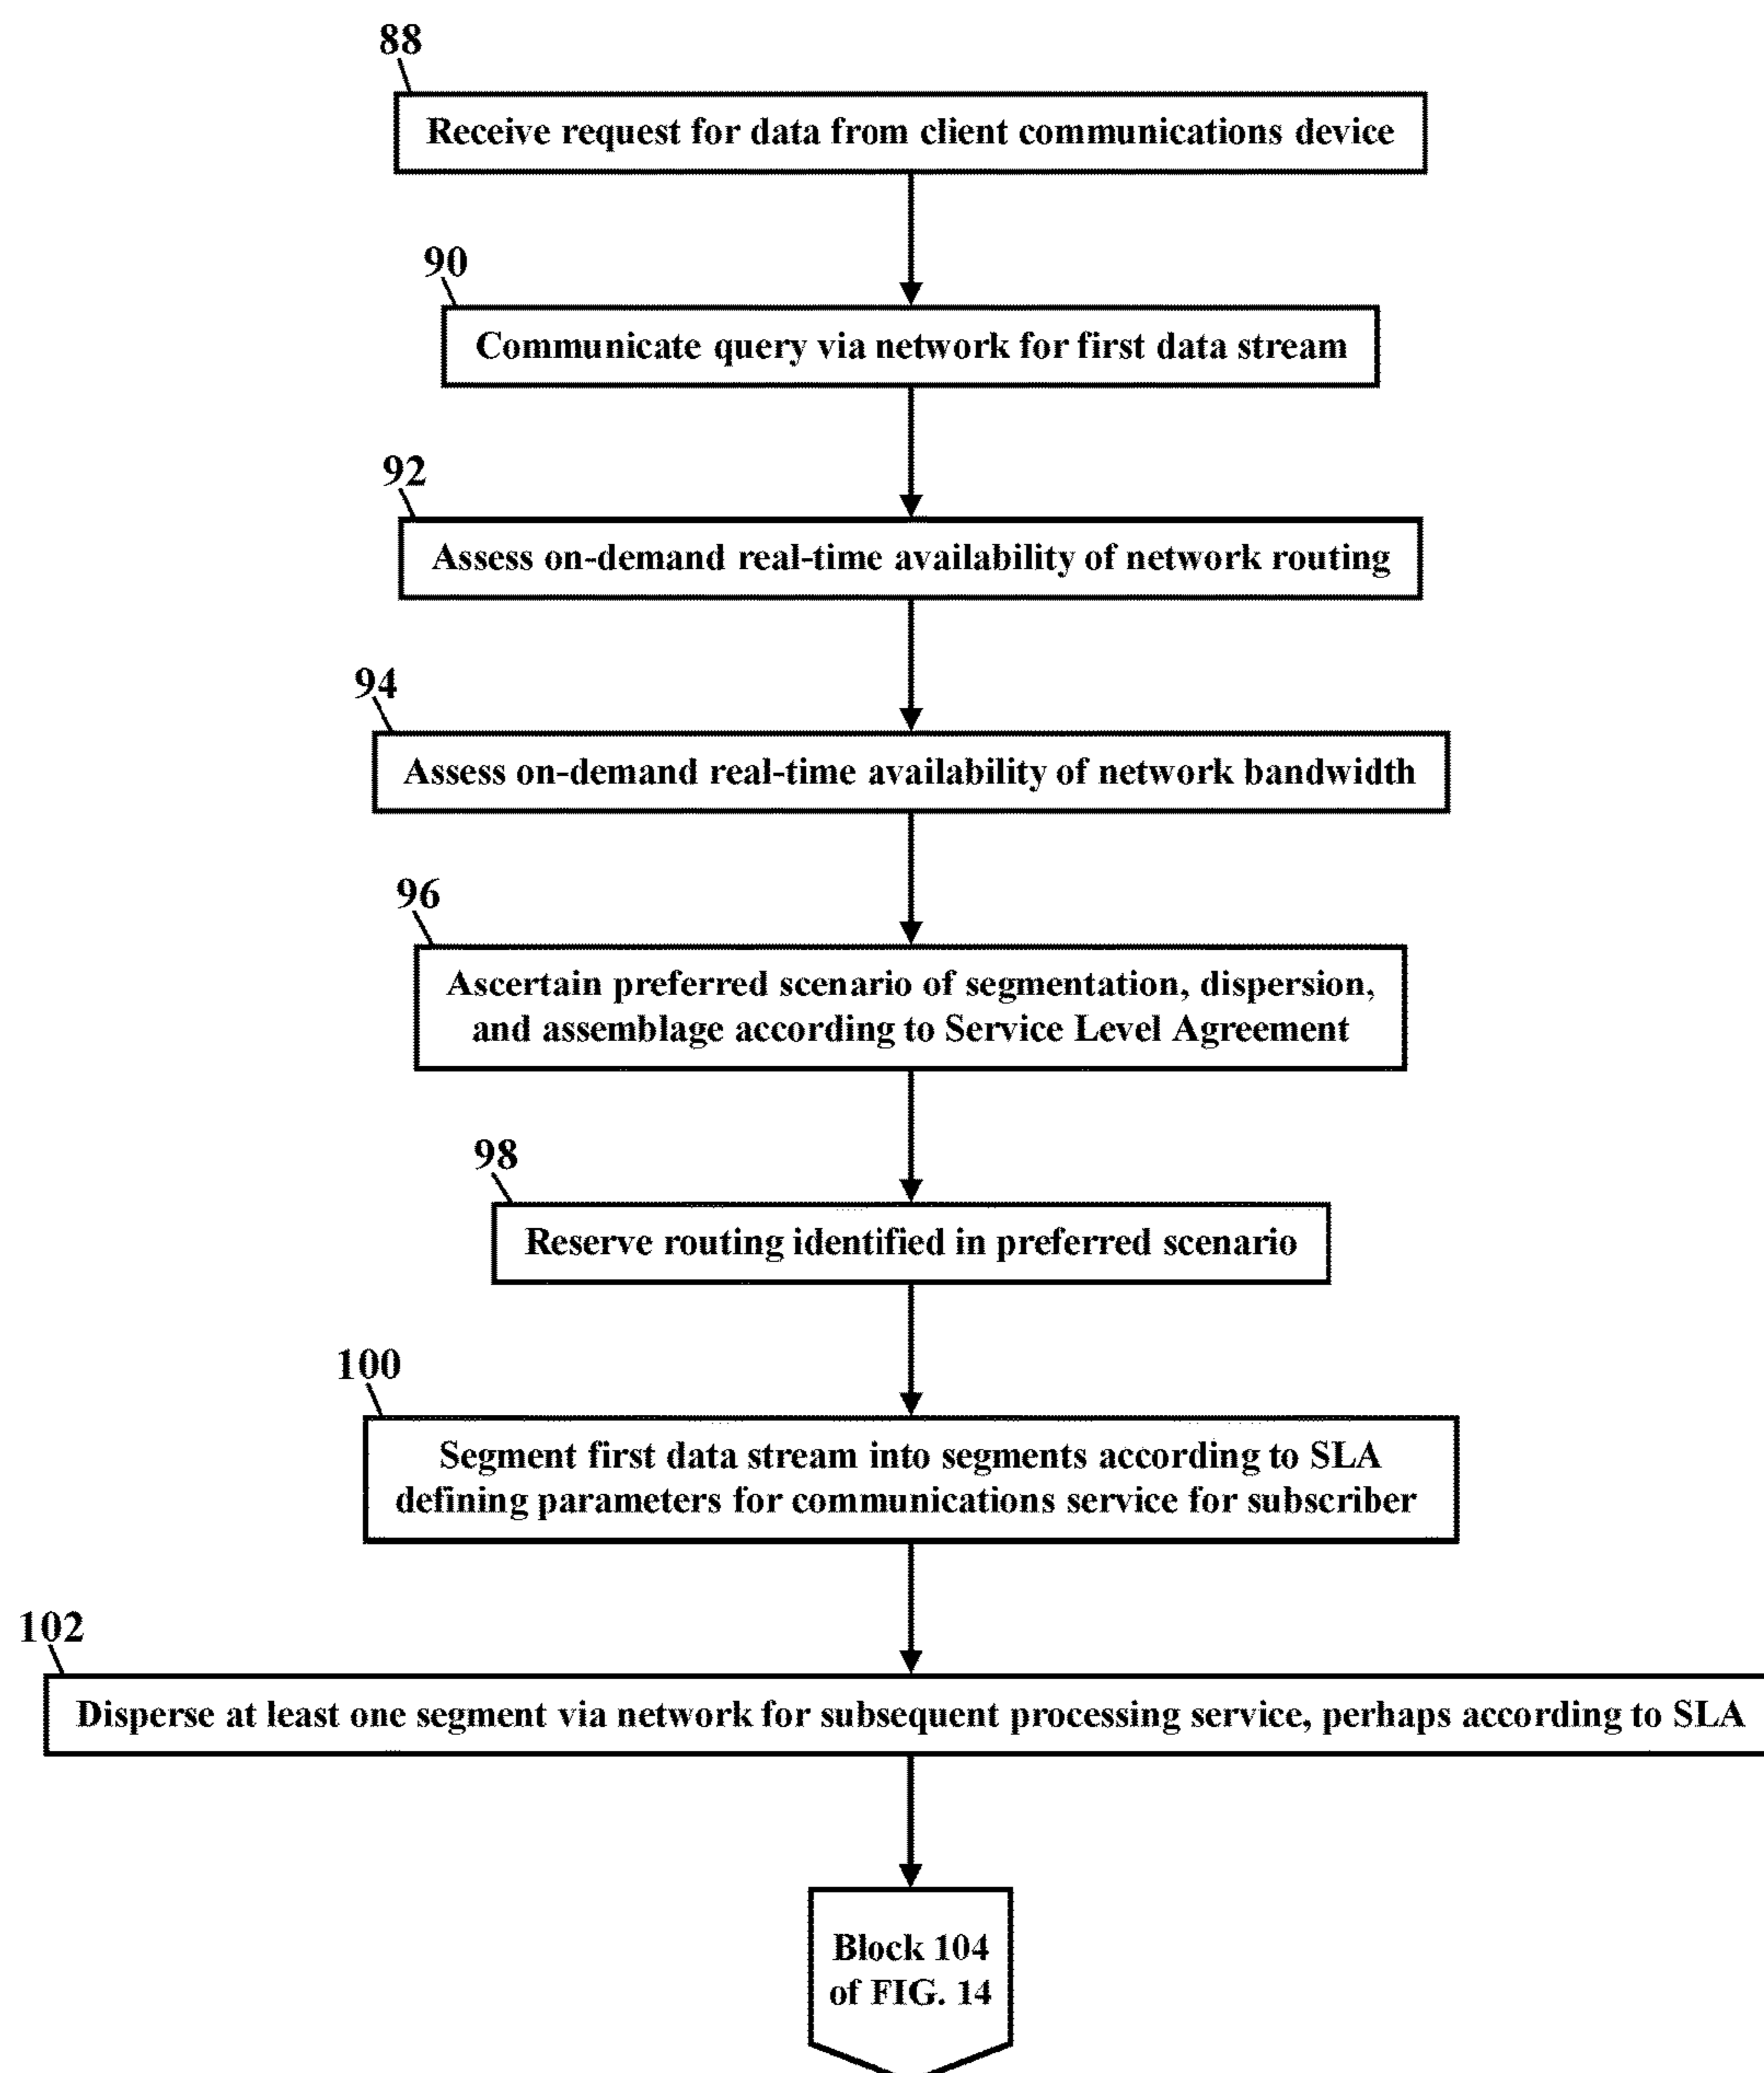 88
Receive request for data from client communications device
90
Communicate query via network for first data stream
92
Assess on-demand real-time availability of network routing
94
Assess on-demand real-time availability of network bandwidth
96
Ascertain preferred scenario of segmentation, dispersion,
and assemblage according to Service Level Agreement
98
Reserve routing identified in preferred scenario
100
Segment first data stream into segments according to SLA
defining parameters for communications service for subscriber
102
Disperse at least one segment via network for subsequent processing service, perhaps according to SLA
Block 104
of FIG. 14